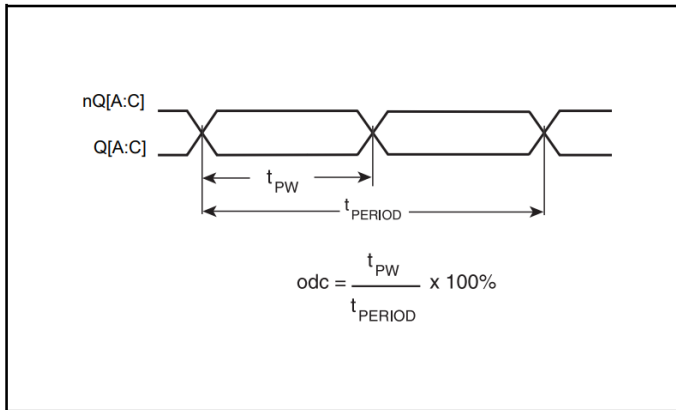 nQ[A:C]
Q[A:C]
tPW
tPERIOD
odc = tPW / tPERIOD x 100%